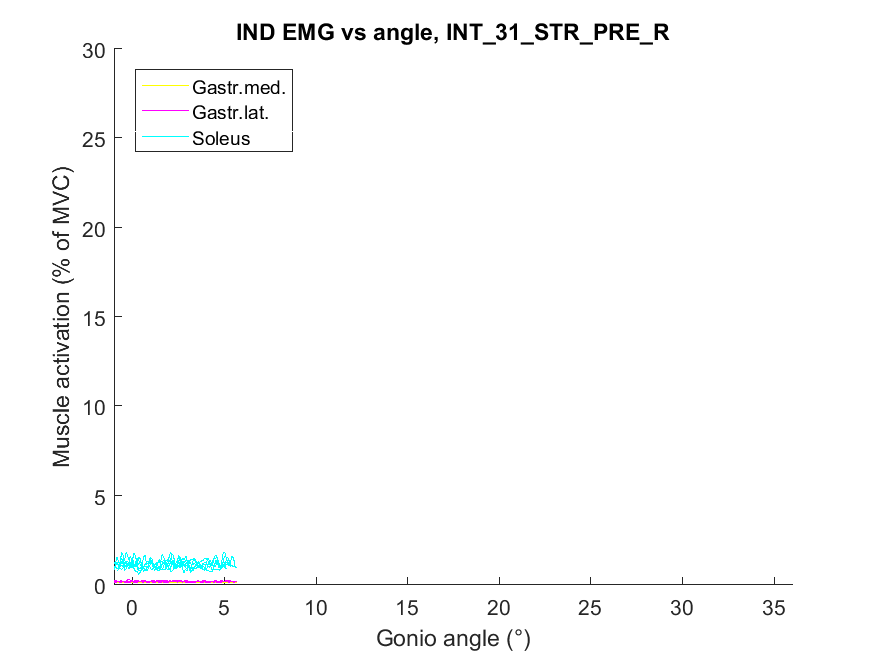 IND EMG vs angle, INT_31_STR_PRE_R
30
25
20
15
10
5
0
Muscle activation (% of MVC)
Gastr.med.
Gastr.lat.
Soleus
0 5 10 15 20 25 30 35
Gonio angle (°)